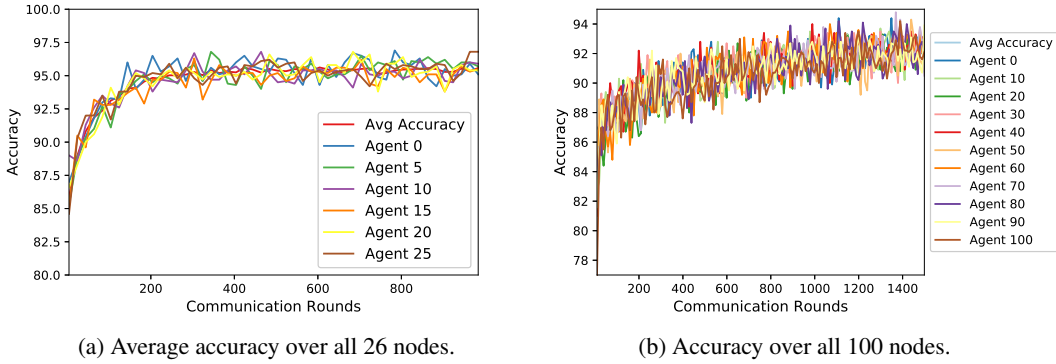 100.0
97.5
95.0
92.5
90.0
87.5
85.0
82.5
80.0
Accuracy
200
400
600
800
Communication Rounds
Avg Accuracy
Agent 0
Agent 5
Agent 10
Agent 15
Agent 20
Agent 25
(a) Average accuracy over all 26 nodes.
94
92
90
88
86
84
82
80
78
Accuracy
200
400
600
800
1000
1200
1400
Communication Rounds
Avg Accuracy
Agent 0
Agent 10
Agent 20
Agent 30
Agent 40
Agent 50
Agent 60
Agent 70
Agent 80
Agent 90
Agent 100
(b) Accuracy over all 100 nodes.